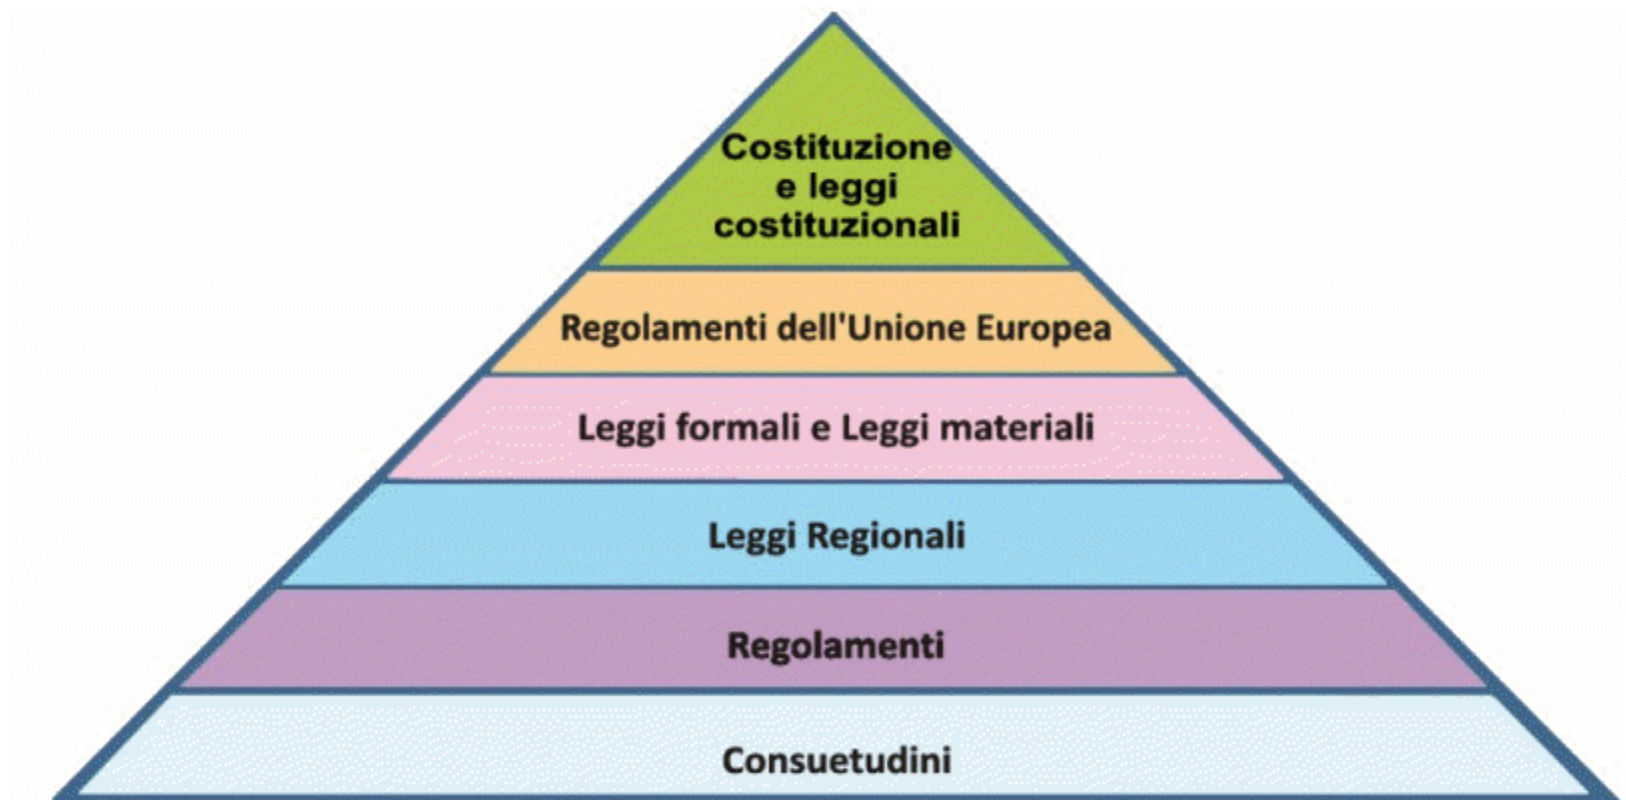 Costituzione
e leggi
costituzionali
Regolamenti dell'Unione Europea
Leggi formali e Leggi materiali
Leggi Regionali
Regolamenti
Consuetudini